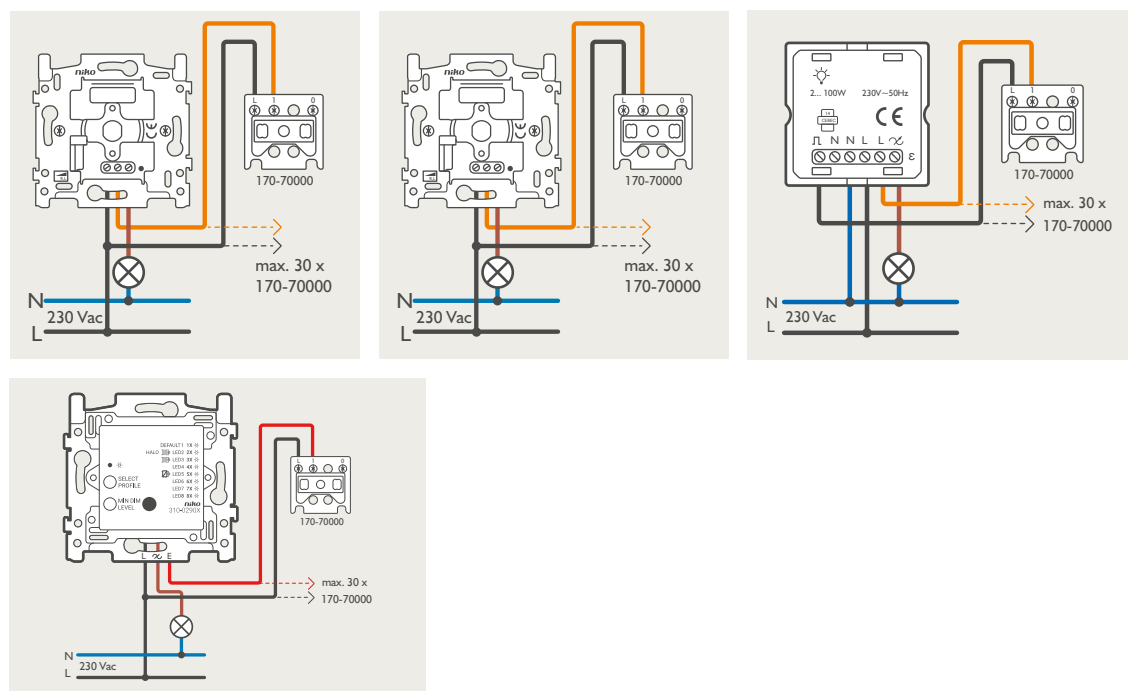 niko
L 1 0
170-70000
max. 30 x
170-70000
N
230 Vac
L
niko
L 1 0
170-70000
max. 30 x
170-70000
N
230 Vac
L
2... 100W 230V~50Hz
CEBEC
CE
N N L L
ε
L 1 0
170-70000
max. 30 x
170-70000
N
230 Vac
L
DEFAULT1 1X
HALO LED2 2X
LED3 3X
LED4 4X
LED5 5X
LED6 6X
LED7 7X
LED8 8X
SELECT
PROFILE
MIN DIM
LEVEL
niko
310-0290X
L E
L 1 0
170-70000
max. 30 x
170-70000
N
230 Vac
L